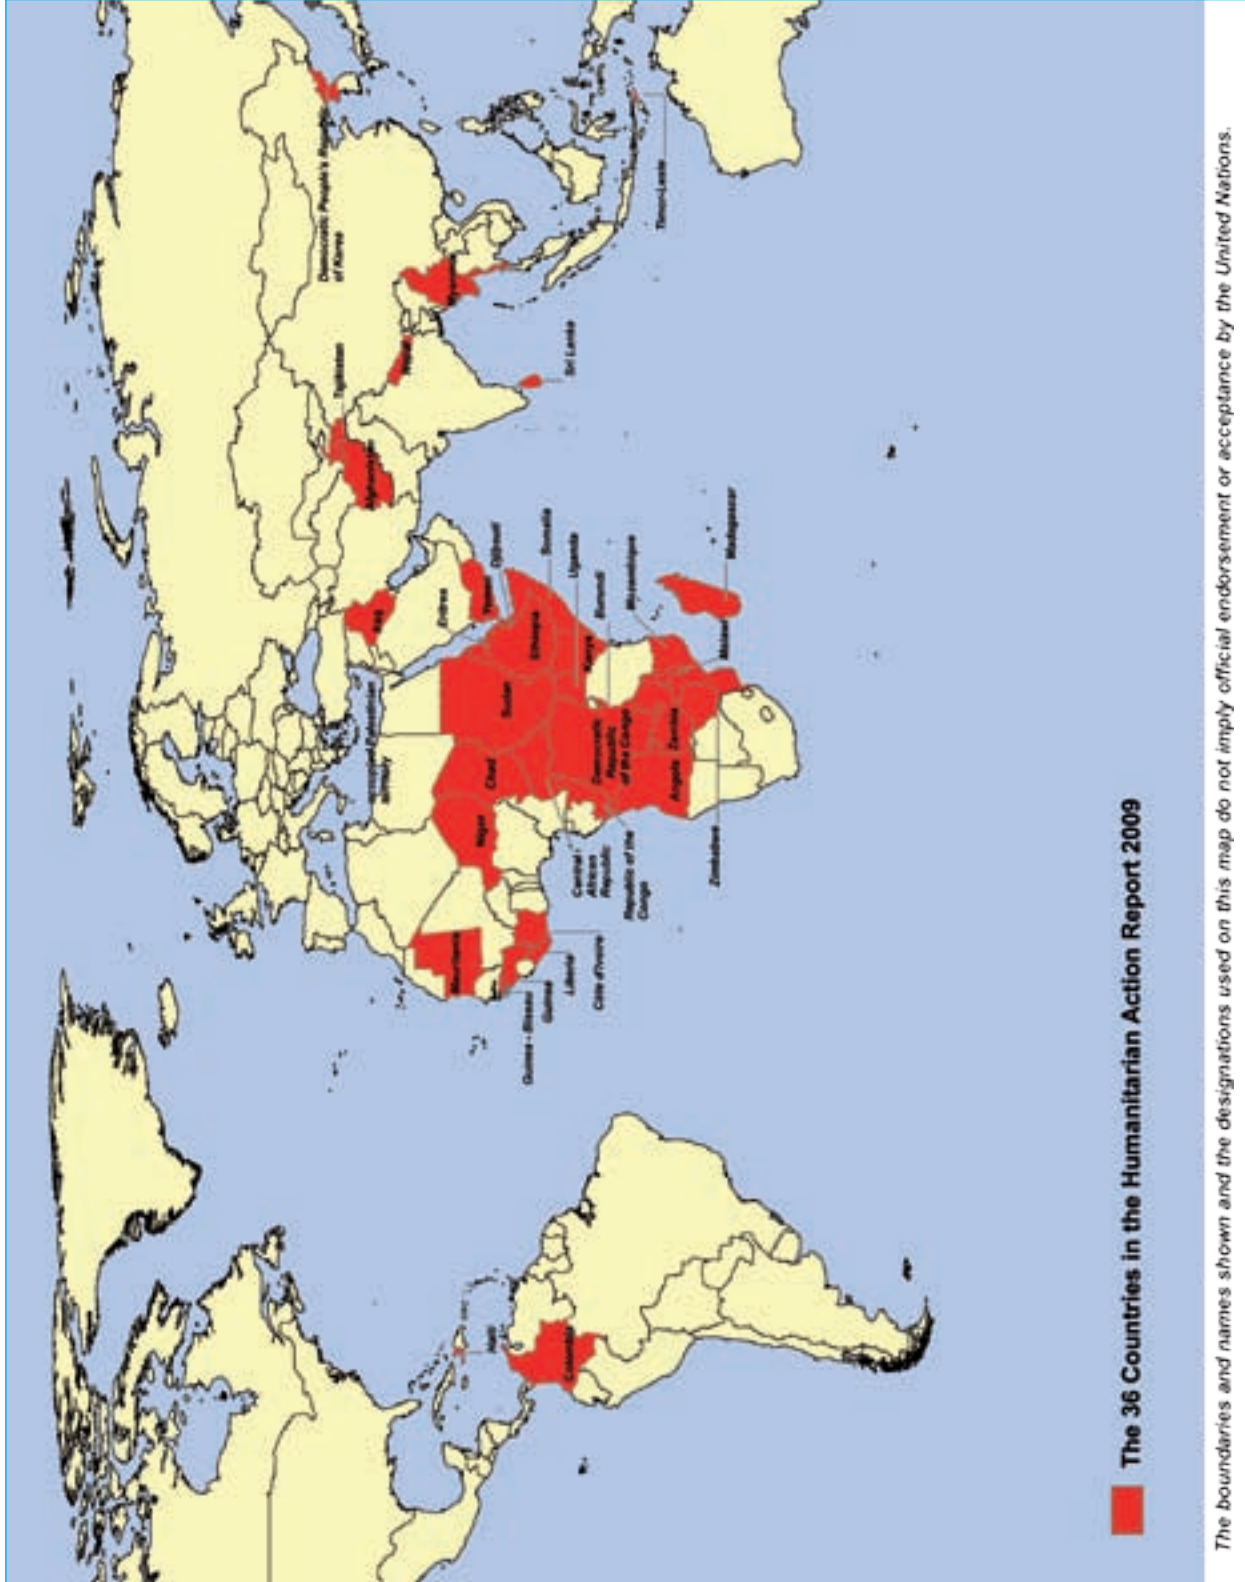 Democratic People's Republic
of Korea
Tajikistan
Afghanistan
Nepal
Myanmar
Sri Lanka
Timor-Leste
Iraq
occupied Palestinian
territory
Eritrea
Yemen
Djibouti
Somalia
Ethiopia
Uganda
Kenya
Burundi
Mozambique
Madagascar
Malawi
Sudan
Chad
Niger
Mauritania
Democratic
Republic
of the Congo
Angola
Zambia
Central -
African
Republic
Republic of the
Congo
Zimbabwe
Guinea - Bissau
Guinea
Liberia
Côte d'Ivoire
Haiti
Colombia
The 36 Countries in the Humanitarian Action Report 2009
The boundaries and names shown and the designations used on this map do not imply official endorsement or acceptance by the United Nations.